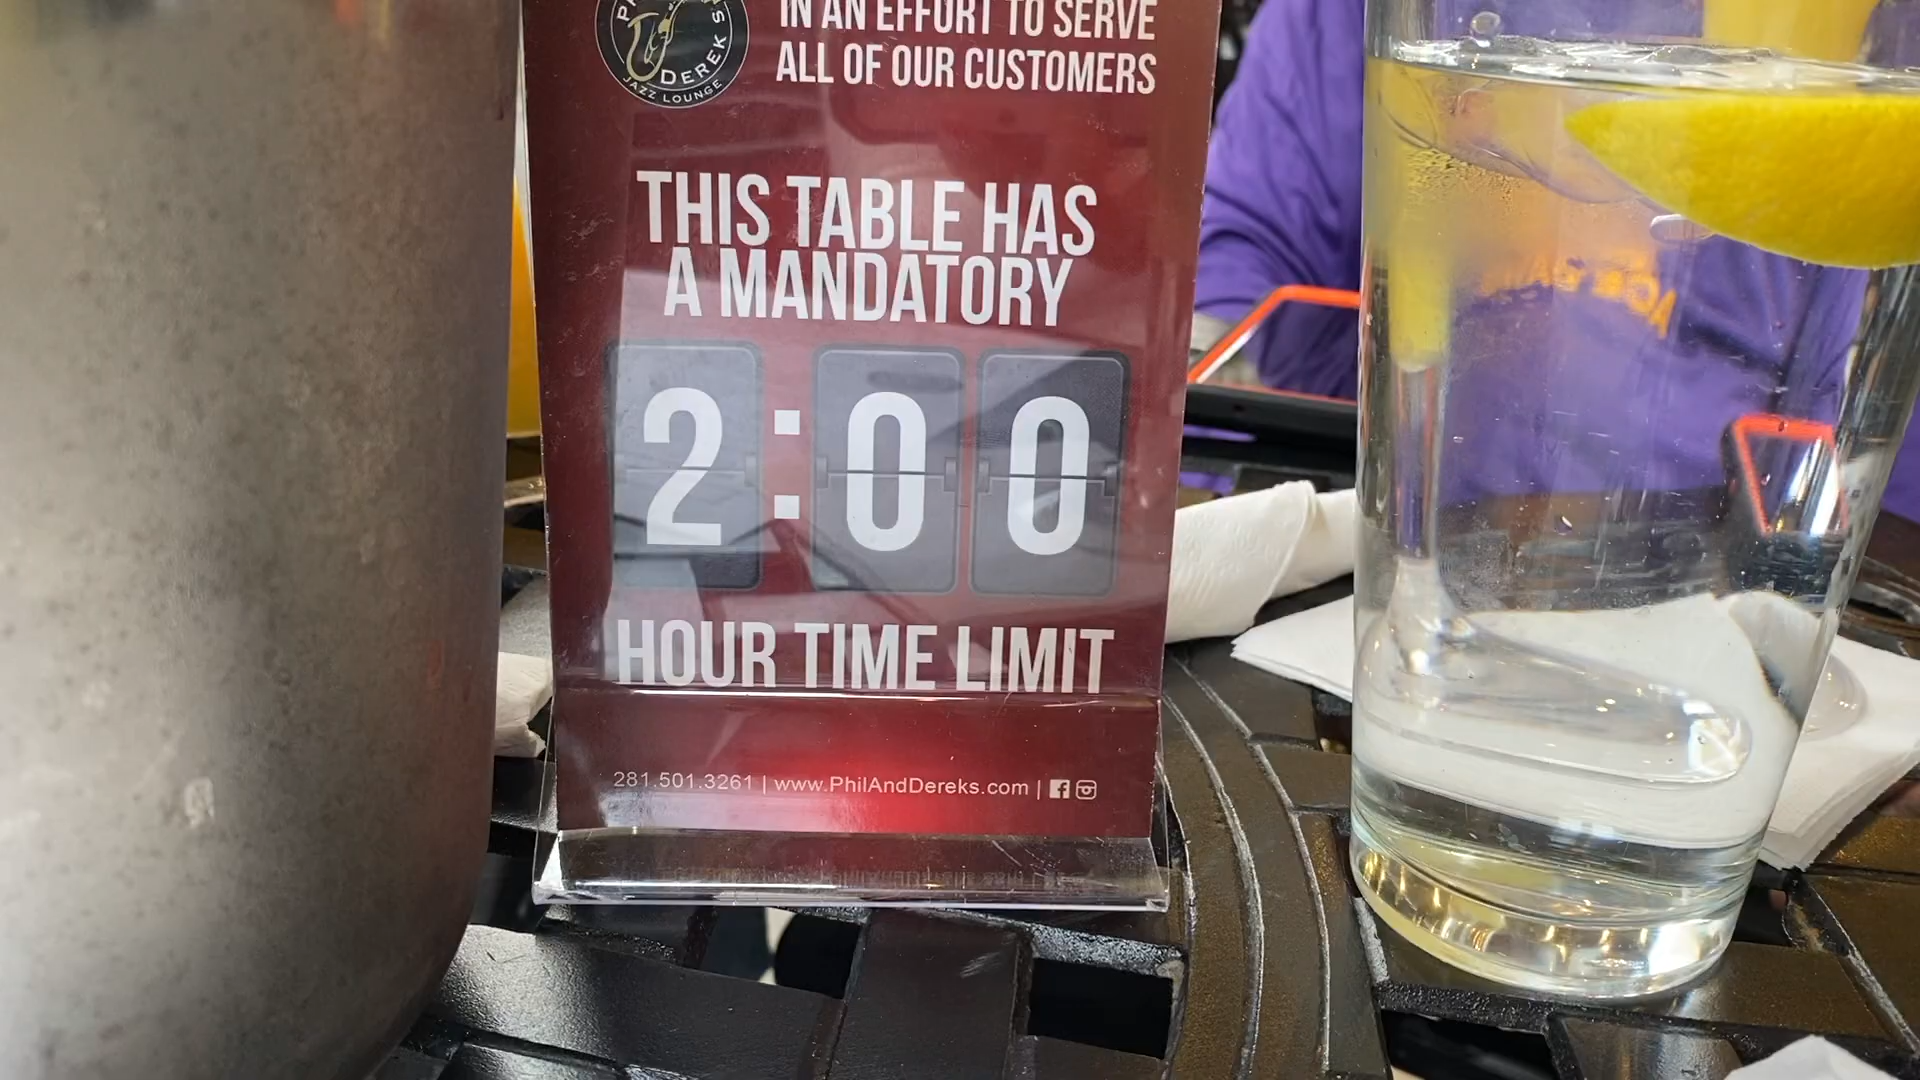 DEREK'S
JAZZ LOUNGE
IN AN EFFORT TO SERVE
ALL OF OUR CUSTOMERS
THIS TABLE HAS
A MANDATORY
2:00
HOUR TIME LIMIT
281.501.3261 | www.PhilAndDereks.com |